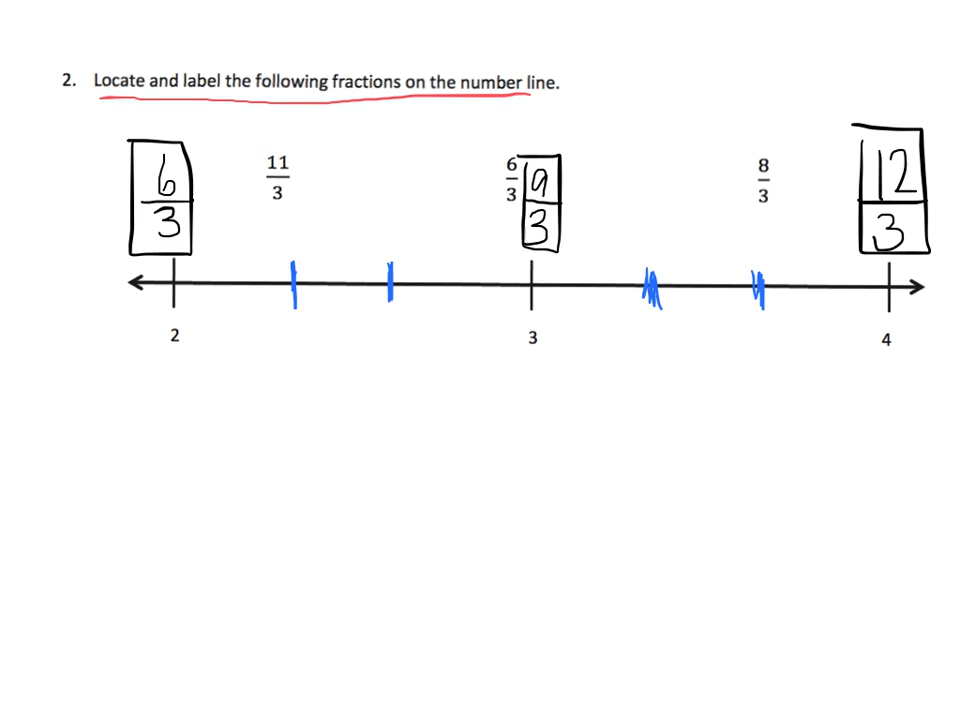 2. Locate and label the following fractions on the number line.
6/3 11/3 6/3 9/3 8/3 12/3
2 3 4